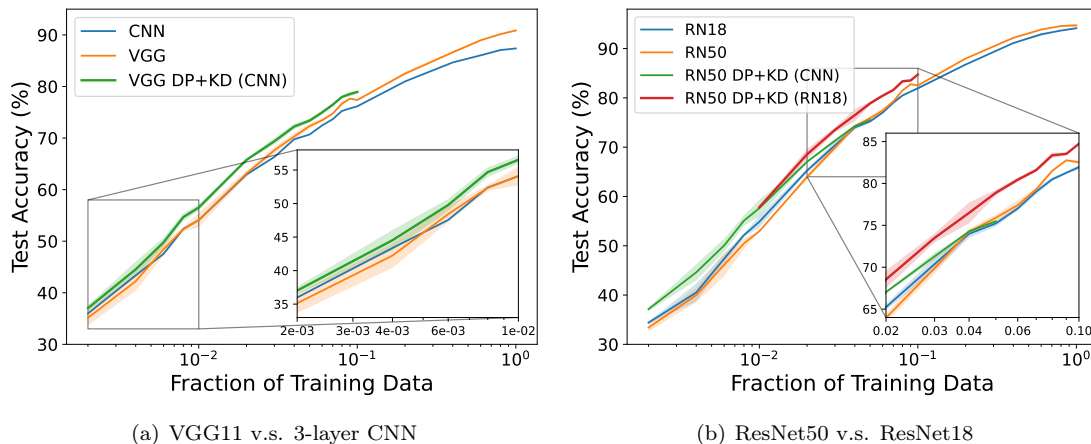 CNN
VGG
VGG DP+KD (CNN)
Test Accuracy (%)
90
80
70
60
50
40
30
55
50
45
40
35
2e-03
3e-03
4e-03
6e-03
1e-02
10⁻²
10⁻¹
10⁰
Fraction of Training Data
(a) VGG11 v.s. 3-layer CNN
RN18
RN50
RN50 DP+KD (CNN)
RN50 DP+KD (RN18)
Test Accuracy (%)
90
80
70
60
50
40
30
85
80
75
70
65
0.02
0.03
0.04
0.06
0.10
10⁻²
10⁻¹
10⁰
Fraction of Training Data
(b) ResNet50 v.s. ResNet18